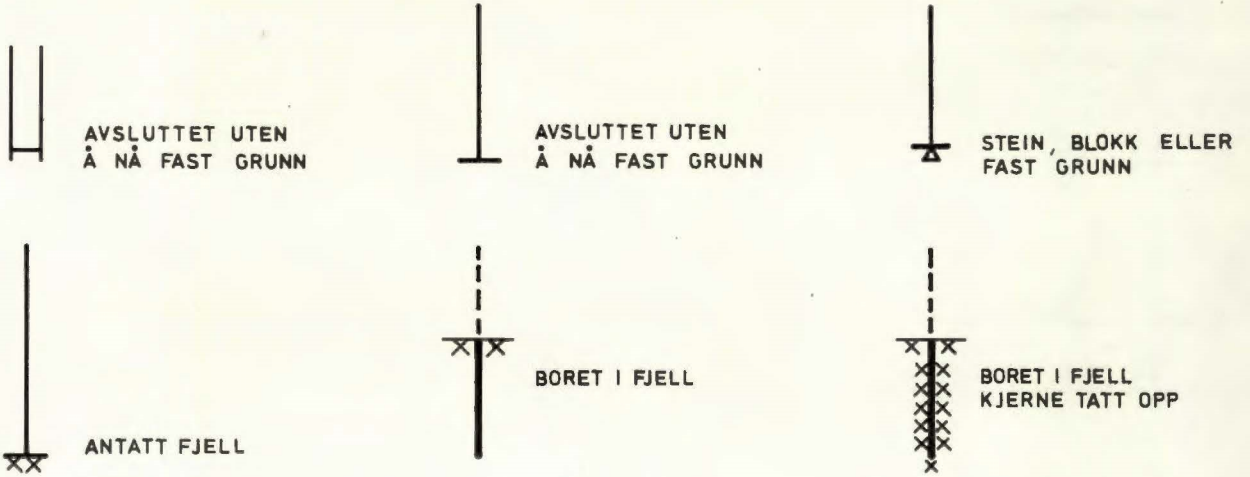 AVSLUTTET UTEN
Å NÅ FAST GRUNN
AVSLUTTET UTEN
Å NÅ FAST GRUNN
STEIN, BLOKK ELLER
FAST GRUNN
ANTATT FJELL
BORET I FJELL
BORET I FJELL
KJERNE TATT OPP